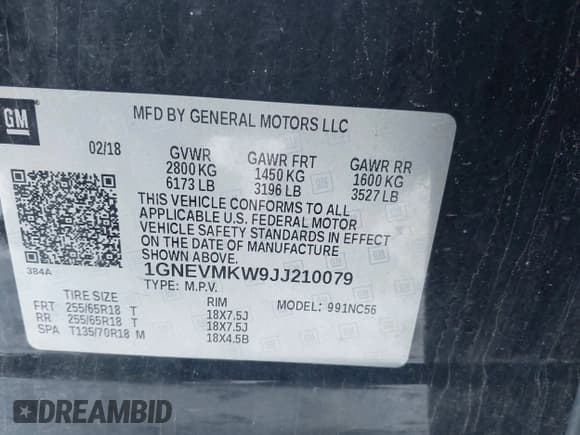 GM
MFD BY GENERAL MOTORS LLC
02/18 GVWR GAWR FRT GAWR RR
2800 KG 1450 KG 1600 KG
6173 LB 3196 LB 3527 LB
THIS VEHICLE CONFORMS TO ALL
APPLICABLE U.S. FEDERAL MOTOR
VEHICLE SAFETY STANDARDS IN EFFECT
ON THE DATE OF MANUFACTURE
SHOWN ABOVE.
384A
1GNEVMKW9JJ210079
TYPE: M.P.V. MODEL: 991NC56
TIRE SIZE RIM
FRT 255/65R18 T 18X7.5J
RR 255/65R18 T 18X7.5J
SPA T135/70R18 M 18X4.5B
DREAMBID